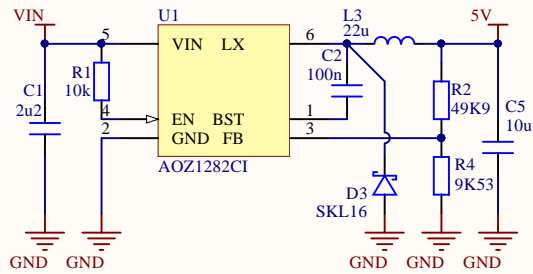 VIN
U1
L3
22u
5V
5
VIN
LX
6
C2
100n
R1
10k
C1
2u2
R2
49K9
4
EN
BST
1
C5
10u
2
GND
FB
3
AOZ1282CI
R4
9K53
D3
SKL16
GND
GND
GND
GND
GND